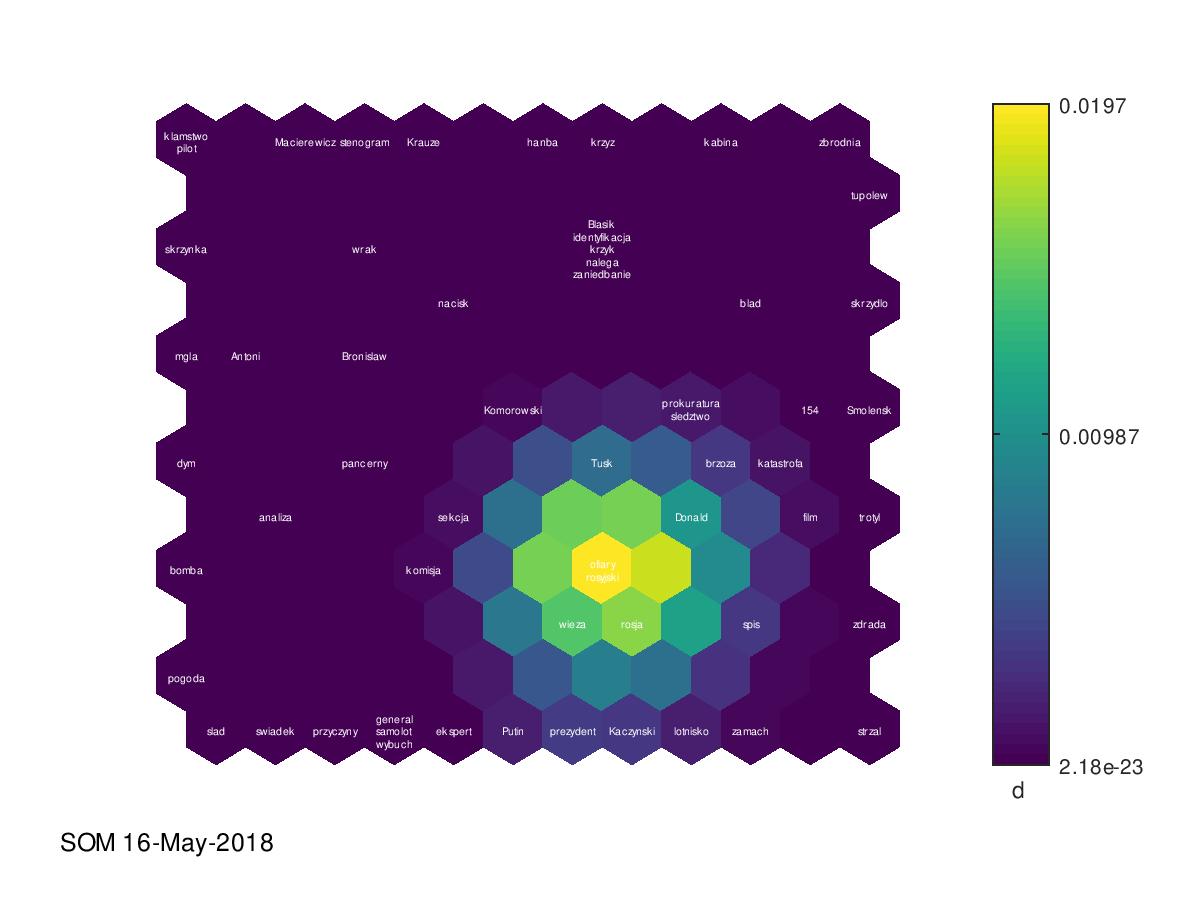 0.0197
klamstwo
pilot
Macierewicz
stenogram
Krauze
hanba
krzyz
kabina
zbrodnia
tupolew
skrzynka
wrak
Blasik
identyfikacja
krzyk
nalega
zaniedbanie
nacisk
blad
skrzydlo
mgla
Antoni
Bronislaw
Komorowski
prokuratura
sledztwo
154
Smolensk
0.00987
dym
pancerny
Tusk
brzoza
katastrofa
analiza
sekcja
Donald
film
trotyl
bomba
komisja
ofiary
rosyjski
wieza
rosja
spis
zdrada
pogoda
slad
swiadek
przyczyny
general
samolot
wybuch
ekspert
Putin
prezydent
Kaczynski
lotnisko
zamach
strzal
2.18e-23
d
SOM 16-May-2018